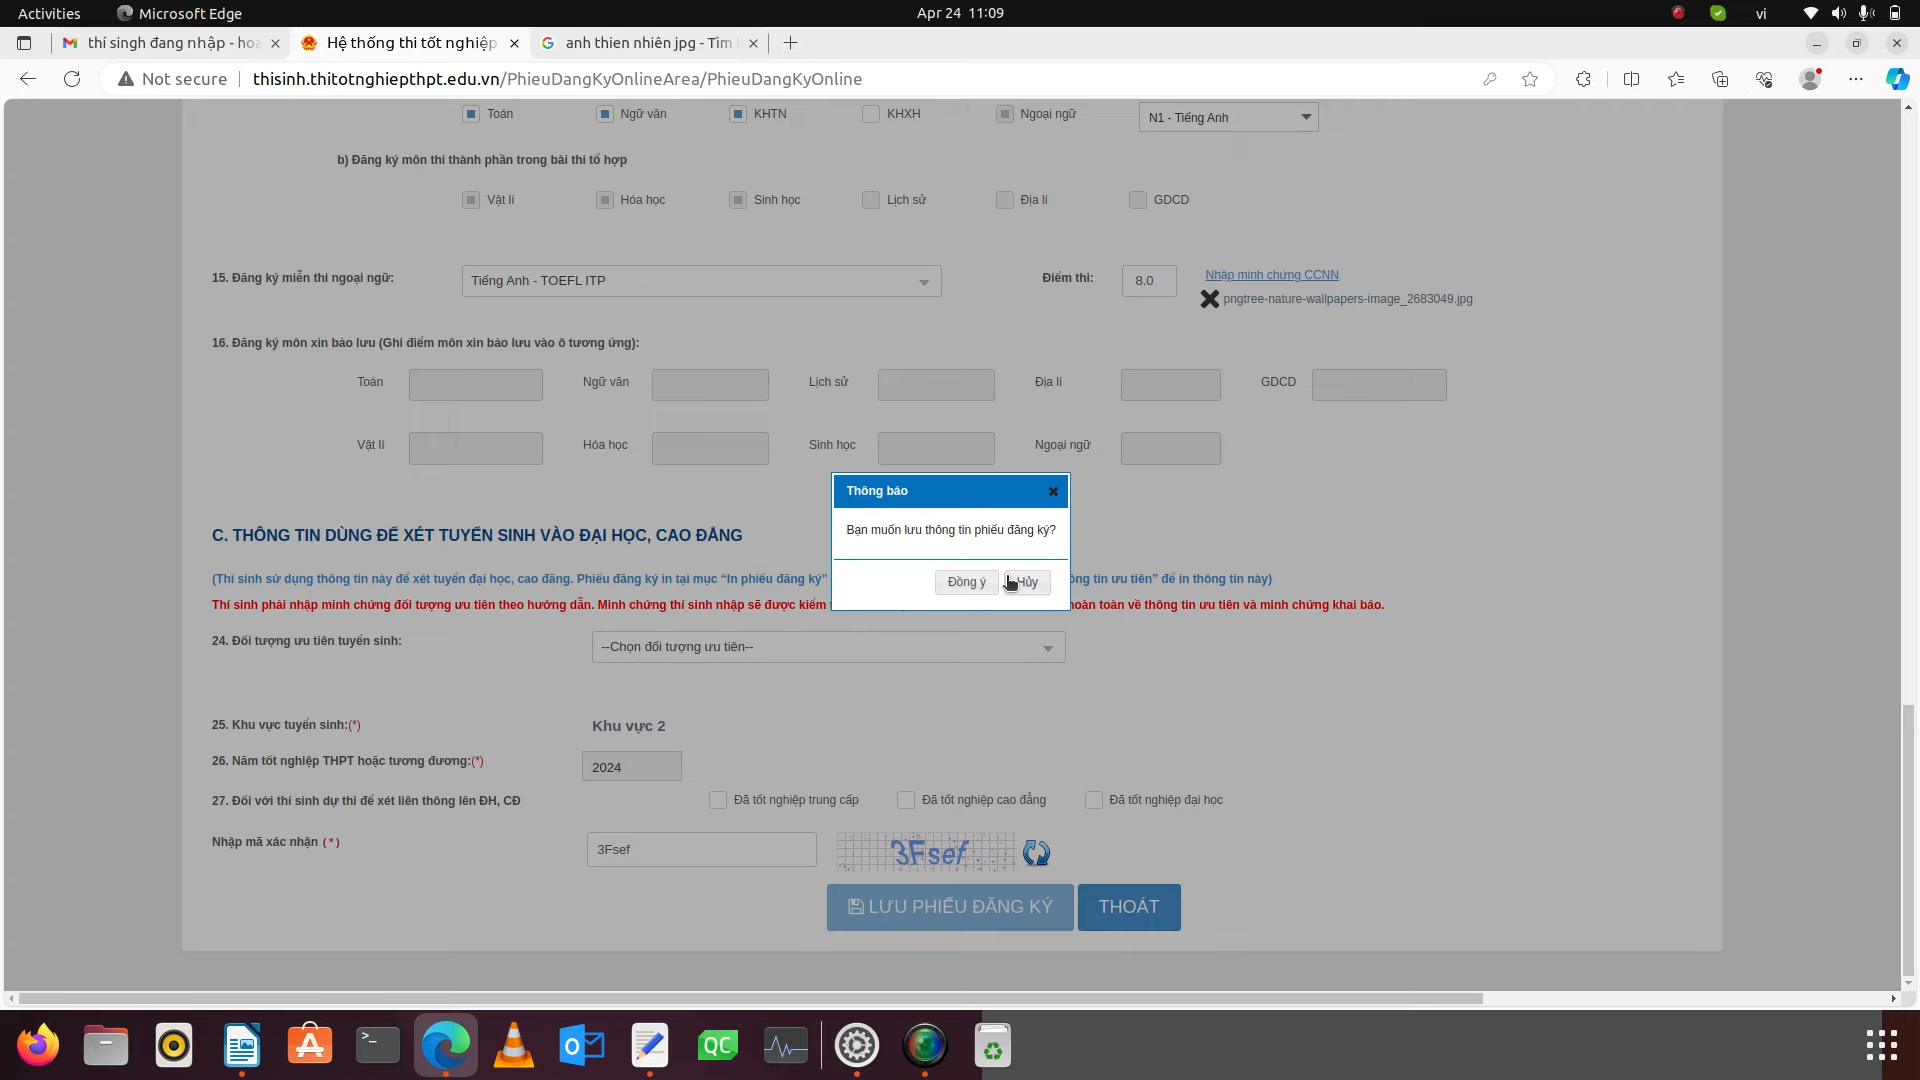 Activities Microsoft Edge Apr 24 11:09 vi
thí singh đang nhập - hoa Hệ thống thi tốt nghiệp anh thien nhiên jpg - Tìm
Not secure thisinh.thitotnghiepthpt.edu.vn/PhieuDangKyOnlineArea/PhieuDangKyOnline
Toán Ngữ văn KHTN KHXH Ngoại ngữ N1 - Tiếng Anh
b) Đăng ký môn thi thành phần trong bài thi tổ hợp
Vật lí Hóa học Sinh học Lịch sử Địa lí GDCD
15. Đăng ký miễn thi ngoại ngữ: Tiếng Anh - TOEFL ITP Điểm thi: 8.0 Nhập minh chứng CCNN
pngtree-nature-wallpapers-image_2683049.jpg
16. Đăng ký môn xin bảo lưu (Ghi điểm môn xin bảo lưu vào ô tương ứng):
Toán Ngữ văn Lịch sử Địa lí GDCD
Vật lí Hóa học Sinh học Ngoại ngữ
Thông báo
Bạn muốn lưu thông tin phiếu đăng ký?
Đồng ý Hủy
C. THÔNG TIN DÙNG ĐỂ XÉT TUYỂN SINH VÀO ĐẠI HỌC, CAO ĐẲNG
(Thí sinh sử dụng thông tin này để xét tuyển đại học, cao đẳng. Phiếu đăng ký in tại mục “In phiếu đăng ký” ông tin ưu tiên” để in thông tin này)
Thí sinh phải nhập minh chứng đối tượng ưu tiên theo hướng dẫn. Minh chứng thí sinh nhập sẽ được kiểm hoàn toàn về thông tin ưu tiên và minh chứng khai báo.
24. Đối tượng ưu tiên tuyển sinh: --Chọn đối tượng ưu tiên--
25. Khu vực tuyển sinh:(*) Khu vực 2
26. Năm tốt nghiệp THPT hoặc tương đương:(*) 2024
27. Đối với thí sinh dự thi để xét liên thông lên ĐH, CĐ Đã tốt nghiệp trung cấp Đã tốt nghiệp cao đẳng Đã tốt nghiệp đại học
Nhập mã xác nhận (*) 3Fsef 3Fsef
LƯU PHIẾU ĐĂNG KÝ THOÁT
QC